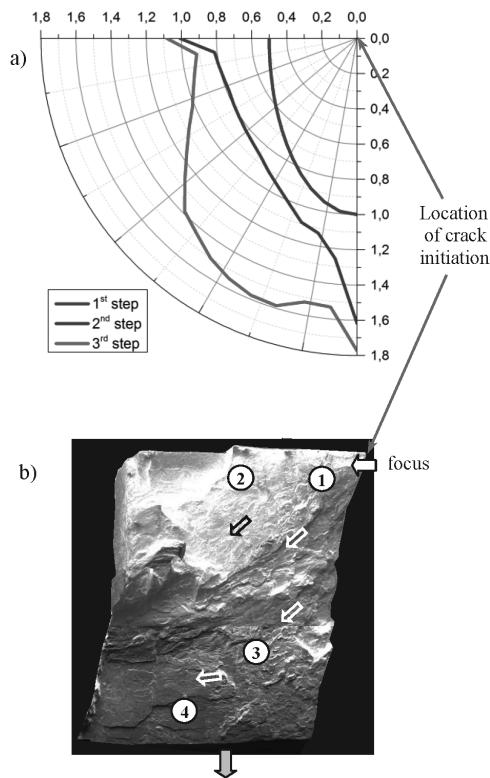 1,8 1,6 1,4 1,2 1,0 0,8 0,6 0,4 0,2 0,0
a)
0,0
0,2
0,4
0,6
0,8
1,0
1,2
1,4
1,6
1,8
Location
of crack
initiation
1st step
2nd step
3rd step
b)
focus
1
2
3
4